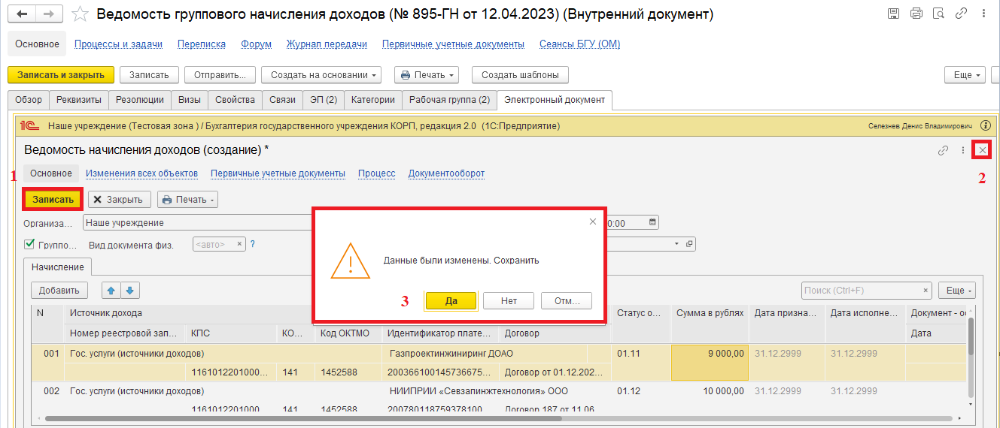 Ведомость группового начисления доходов (№ 895-ГН от 12.04.2023) (Внутренний документ)
Основное Процессы и задачи Переписка Форум Журнал передачи Первичные учетные документы Сеансы БГУ (ОМ)
Записать и закрыть Записать Отправить... Создать на основании Печать Создать шаблоны Еще
Обзор Реквизиты Резолюции Визы Свойства Связи ЭП (2) Категории Рабочая группа (2) Электронный документ
1С Наше учреждение (Тестовая зона ) / Бухгалтерия государственного учреждения КОРП, редакция 2.0 (1С:Предприятие) Селезнев Денис Владимирович
Ведомость начисления доходов (создание) *
1 Основное Изменения всех объектов Первичные учетные документы Процесс Документооборот 2
Записать Закрыть Печать
Организа... Наше учреждение 0:00
Группо... Вид документа физ. <авто> ?
Данные были изменены. Сохранить
3 Да Нет Отм...
Начисление
Добавить Поиск (Ctrl+F) Еще
N Источник дохода Статус о... Сумма в рублях Дата призна... Дата исполне... Документ - ос
Номер реестровой зап... КПС КО... Код ОКТМО Идентификатор плате... Договор Дата
001 Гос. услуги (источники доходов) Газпроектинжиниринг ДОАО 01.11 9 000,00 31.12.2999 31.12.2999
1161012201000... 141 1452588 200366100145736675... Договор от 01.12.202...
002 Гос. услуги (источники доходов) НИИПРИИ «Севзапинжтехнология» ООО 01.12 10 000,00 31.12.2999 31.12.2999
1161012201000 141 1452588 200780118759378100 Договор 187 от 11.06